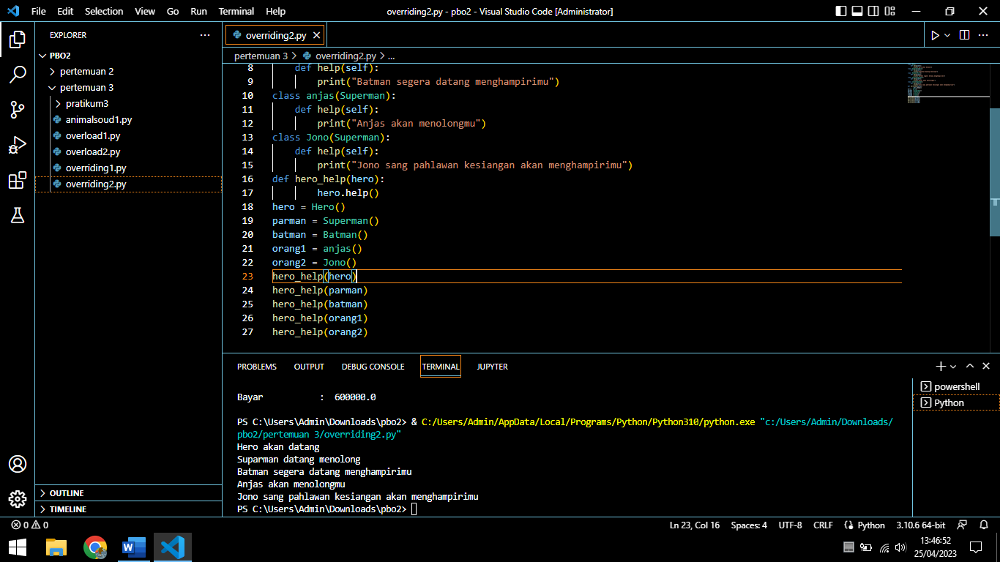 File Edit Selection View Go Run Terminal Help
overriding2.py - pbo2 - Visual Studio Code [Administrator]
EXPLORER
PBO2
pertemuan 2
pertemuan 3
pratikum3
animalsoud1.py
overload1.py
overload2.py
overriding1.py
overriding2.py
OUTLINE
TIMELINE
overriding2.py
pertemuan 3 > overriding2.py > ...
8 def help(self):
9 print("Batman segera datang menghampirimu")
10 class anjas(Superman):
11 def help(self):
12 print("Anjas akan menolongmu")
13 class Jono(Superman):
14 def help(self):
15 print("Jono sang pahlawan kesiangan akan menghampirimu")
16 def hero_help(hero):
17 hero.help()
18 hero = Hero()
19 parman = Superman()
20 batman = Batman()
21 orang1 = anjas()
22 orang2 = Jono()
23 hero_help(hero)
24 hero_help(parman)
25 hero_help(batman)
26 hero_help(orang1)
27 hero_help(orang2)
PROBLEMS OUTPUT DEBUG CONSOLE TERMINAL JUPYTER
Bayar : 600000.0
PS C:\Users\Admin\Downloads\pbo2> & C:/Users/Admin/AppData/Local/Programs/Python/Python310/python.exe "c:/Users/Admin/Downloads/
pbo2/pertemuan 3/overriding2.py"
Hero akan datang
Suparman datang menolong
Batman segera datang menghampirimu
Anjas akan menolongmu
Jono sang pahlawan kesiangan akan menghampirimu
PS C:\Users\Admin\Downloads\pbo2>
powershell
Python
0 0
Ln 23, Col 16 Spaces: 4 UTF-8 CRLF Python 3.10.6 64-bit
13:46:52
25/04/2023